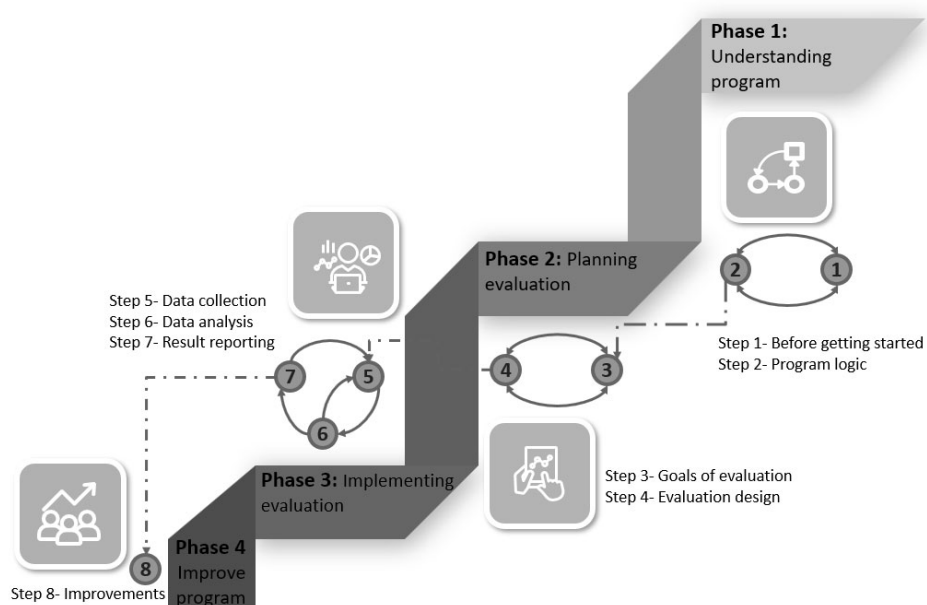 Phase 1:
Understanding
program
2
1
Step 1- Before getting started
Step 2- Program logic
Phase 2: Planning
evaluation
4
3
Step 3- Goals of evaluation
Step 4- Evaluation design
Step 5- Data collection
Step 6- Data analysis
Step 7- Result reporting
7
5
6
Phase 3: Implementing
evaluation
Phase 4
Improve
program
8
Step 8- Improvements